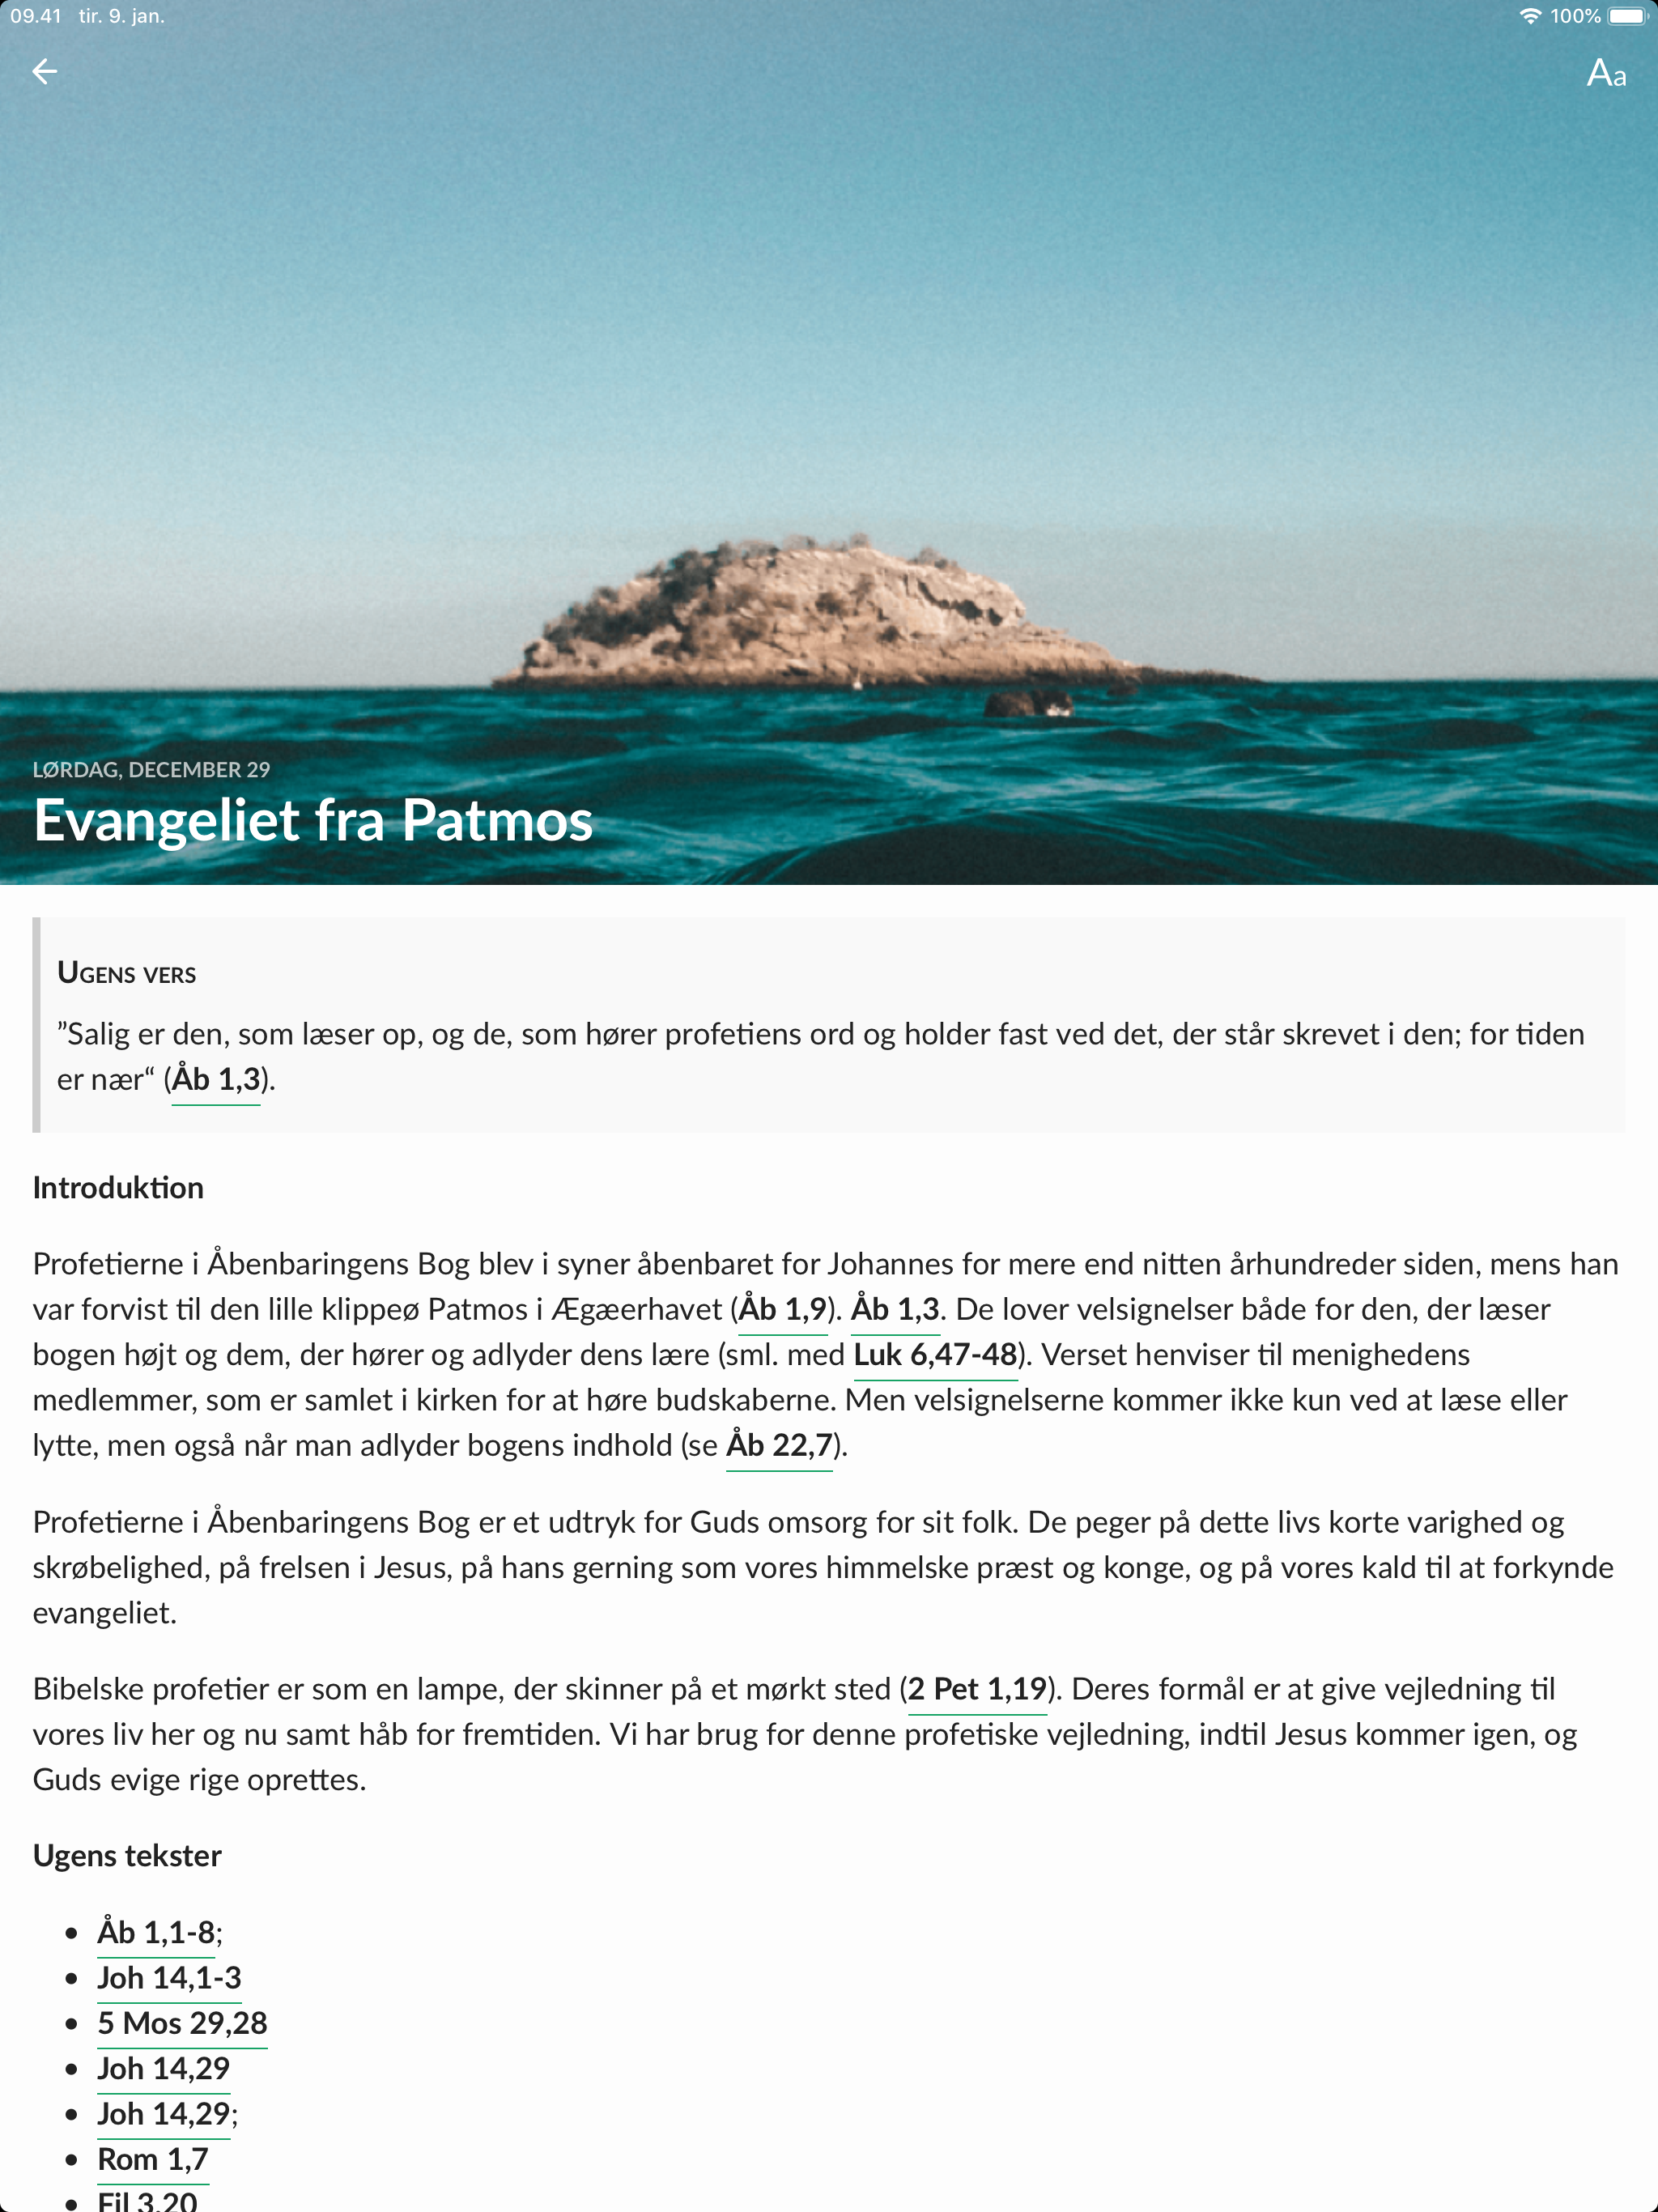 09.41 tir. 9. jan.
100%
Aa
LØRDAG, DECEMBER 29
Evangeliet fra Patmos
Ugens vers
”Salig er den, som læser op, og de, som hører profetiens ord og holder fast ved det, der står skrevet i den; for tiden
er nær“ (Åb 1,3).
Introduktion
Profetierne i Åbenbaringens Bog blev i syner åbenbaret for Johannes for mere end nitten århundreder siden, mens han
var forvist til den lille klippeø Patmos i Ægæerhavet (Åb 1,9). Åb 1,3. De lover velsignelser både for den, der læser
bogen højt og dem, der hører og adlyder dens lære (sml. med Luk 6,47-48). Verset henviser til menighedens
medlemmer, som er samlet i kirken for at høre budskaberne. Men velsignelserne kommer ikke kun ved at læse eller
lytte, men også når man adlyder bogens indhold (se Åb 22,7).
Profetierne i Åbenbaringens Bog er et udtryk for Guds omsorg for sit folk. De peger på dette livs korte varighed og
skrøbelighed, på frelsen i Jesus, på hans gerning som vores himmelske præst og konge, og på vores kald til at forkynde
evangeliet.
Bibelske profetier er som en lampe, der skinner på et mørkt sted (2 Pet 1,19). Deres formål er at give vejledning til
vores liv her og nu samt håb for fremtiden. Vi har brug for denne profetiske vejledning, indtil Jesus kommer igen, og
Guds evige rige oprettes.
Ugens tekster
• Åb 1,1-8;
• Joh 14,1-3
• 5 Mos 29,28
• Joh 14,29
• Joh 14,29;
• Rom 1,7
• Fil 3,20